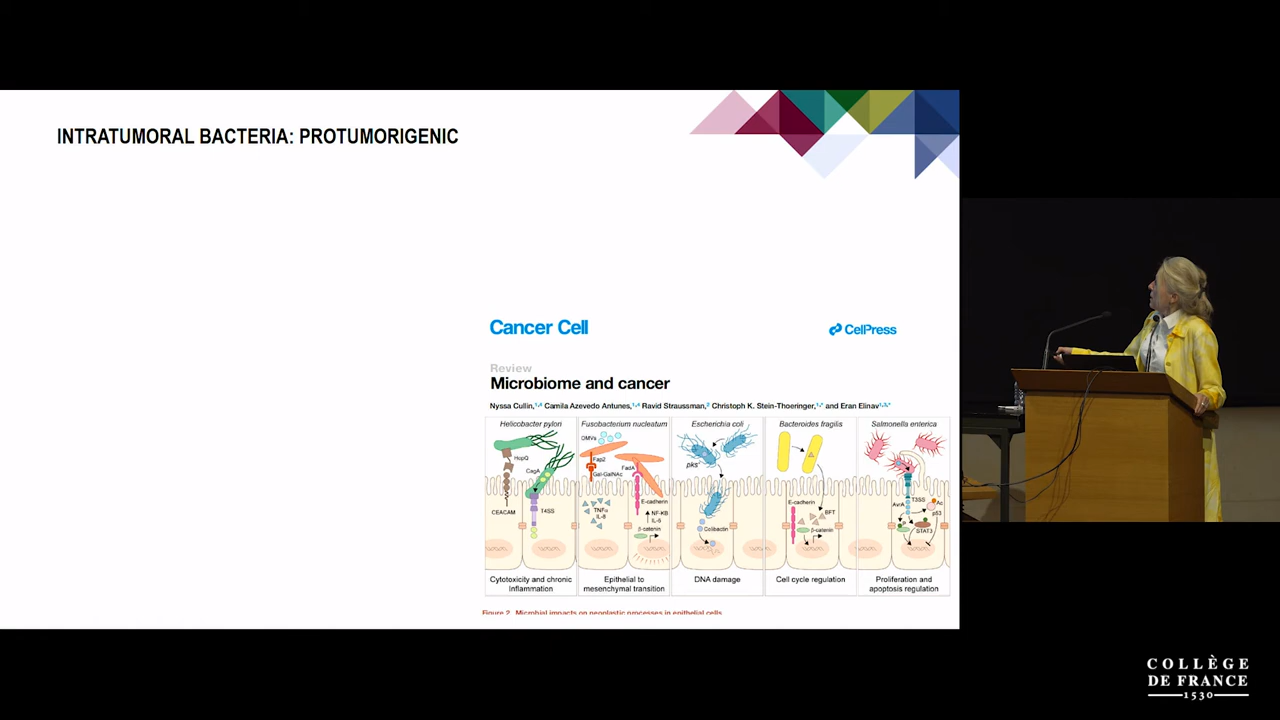 INTRATUMORAL BACTERIA: PROTUMORIGENIC
Cancer Cell
CellPress
Review
Microbiome and cancer
Nyssa Cullin, Camila Azevedo Antunes, Ravid Straussman, Christoph K. Stein-Thoeringer, and Eran Elinav
Helicobacter pylori
HopQ
CagA
CEACAM
T4SS
Cytotoxicity and chronic
inflammation
Fusobacterium nucleatum
OMVs
Fap2
Gal-GalNAc
FadA
E-cadherin
TNFα
IL-8
NF-KB
IL-6
β-catenin
Epithelial to
mesenchymal transition
Escherichia coli
pks
Colibactin
DNA damage
Bacteroides fragilis
E-cadherin
BFT
β-catenin
Cell cycle regulation
Salmonella enterica
T3SS
AvrA
Ac
p53
STAT3
Proliferation and
apoptosis regulation
Figure 2. Microbial impacts on neoplastic processes in epithelial cells
COLLÈGE
DE FRANCE
1530